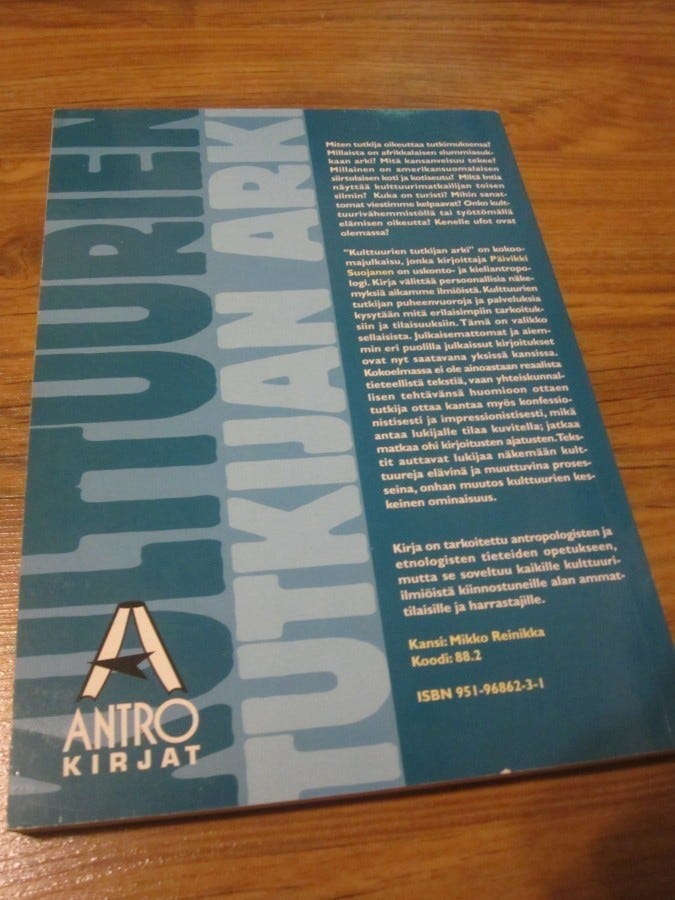 KULTTUURIEN
TUTKIJAN ARKI
Miten tutkija oikeuttaa tutkimuksensa?
Millaista on afrikkalaisen slummiasuk-
kaan arki? Mitä kansanveisuu tekee?
Millainen on amerikansuomalaisen
siirtolaisen koti ja kotiseutu? Miltä Intia
näyttää kulttuurimatkailijan toisen
silmin? Kuka on turisti? Mihin sanat-
tomat viestimme kelpaavat? Onko kult-
tuurivähemmistöllä tai työttömällä
elämisen oikeutta? Kenelle ufot ovat
olemassa?
"Kulttuurien tutkijan arki" on kokoo-
majulkaisu, jonka kirjoittaja Päivikki
Suojanen on uskonto- ja kieliantropo-
logi. Kirja välittää persoonallisia näke-
myksiä aikamme ilmiöistä. Kulttuurien
tutkijan puheenvuoroja ja palveluksia
kysytään mitä erilaisimpiin tarkoituk-
siin ja tilaisuuksiin. Tämä on valikko
sellaisista. Julkaisemattomat ja aiem-
min eri puolilla julkaissut kirjoitukset
ovat nyt saatavana yksissä kansissa.
Kokoelmassa ei ole ainoastaan reaalista
tieteellistä tekstiä, vaan yhteiskunnal-
lisen tehtävänsä huomioon ottaen
tutkija ottaa kantaa myös konfessio-
nistisesti ja impressionistisesti, mikä
antaa lukijalle tilaa kuvitella; jatkaa
matkaa ohi kirjoitusten ajatusten. Teks-
tit auttavat lukijaa näkemään kult-
tuureja elävinä ja muuttuvina proses-
seina, onhan muutos kulttuurien kes-
keinen ominaisuus.
Kirja on tarkoitettu antropologisten ja
etnologisten tieteiden opetukseen,
mutta se soveltuu kaikille kulttuuri-
ilmiöistä kiinnostuneille alan ammat-
tilaisille ja harrastajille.
Kansi: Mikko Reinikka
Koodi: 88.2
ISBN 951-96862-3-1
ANTRO
KIRJAT